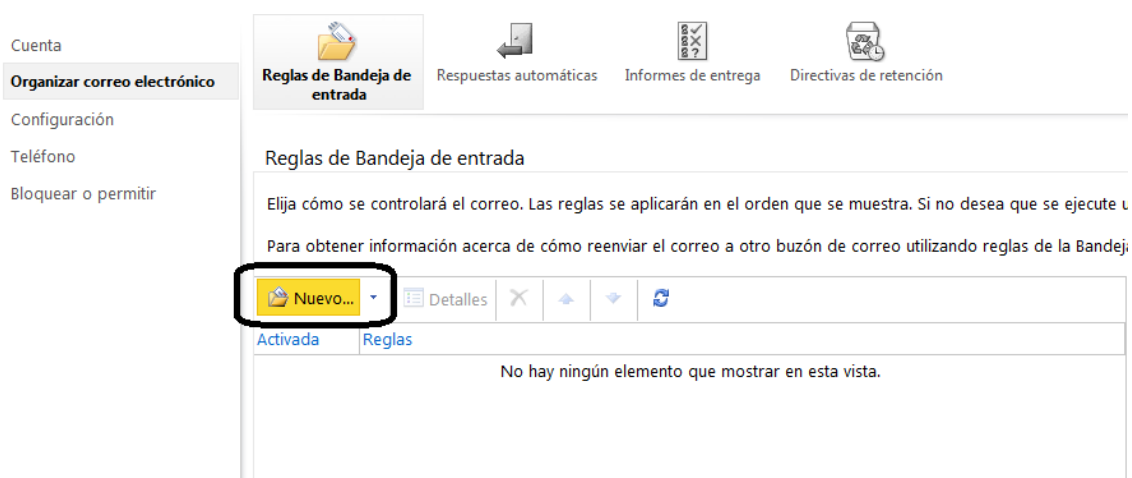 Cuenta
Organizar correo electrónico
Configuración
Teléfono
Bloquear o permitir
Reglas de Bandeja de
entrada
Respuestas automáticas
Informes de entrega
Directivas de retención
Reglas de Bandeja de entrada
Elija cómo se controlará el correo. Las reglas se aplicarán en el orden que se muestra. Si no desea que se ejecute
Para obtener información acerca de cómo reenviar el correo a otro buzón de correo utilizando reglas de la Bandeja
Nuevo...
Detalles
Activada
Reglas
No hay ningún elemento que mostrar en esta vista.